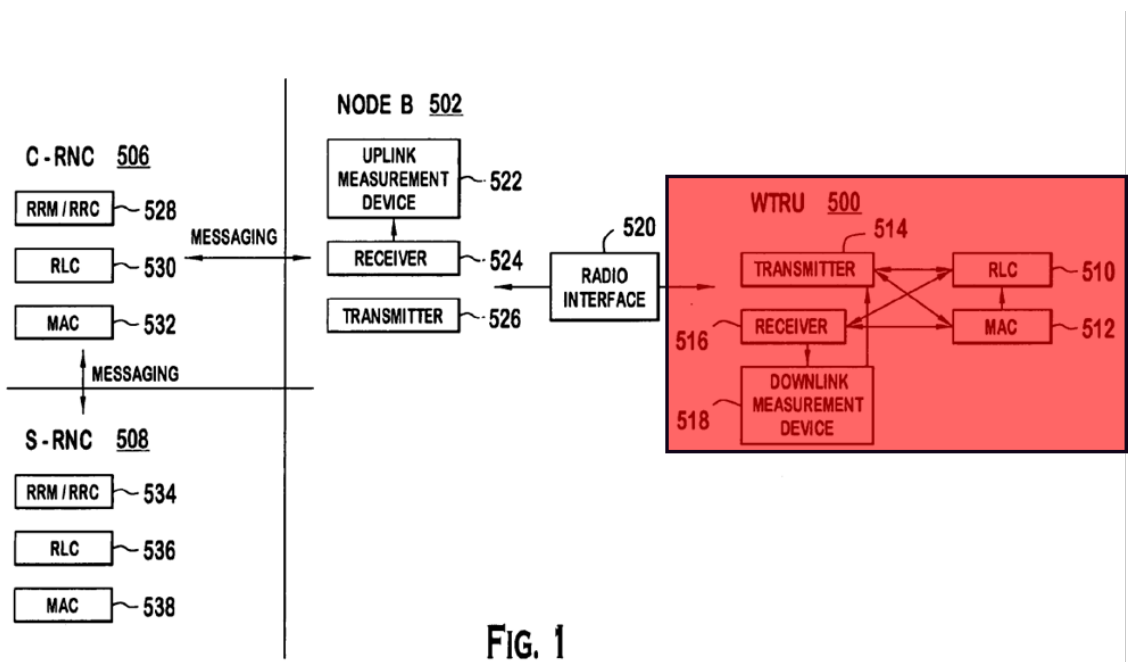 C-RNC 506
RRM / RRC 528
RLC 530
MAC 532
MESSAGING
MESSAGING
S-RNC 508
RRM / RRC 534
RLC 536
MAC 538
NODE B 502
UPLINK
MEASUREMENT
DEVICE
522
RECEIVER 524
TRANSMITTER 526
520
RADIO
INTERFACE
WTRU 500
514
TRANSMITTER
RLC 510
516 RECEIVER
MAC 512
518
DOWNLINK
MEASUREMENT
DEVICE
FIG. 1